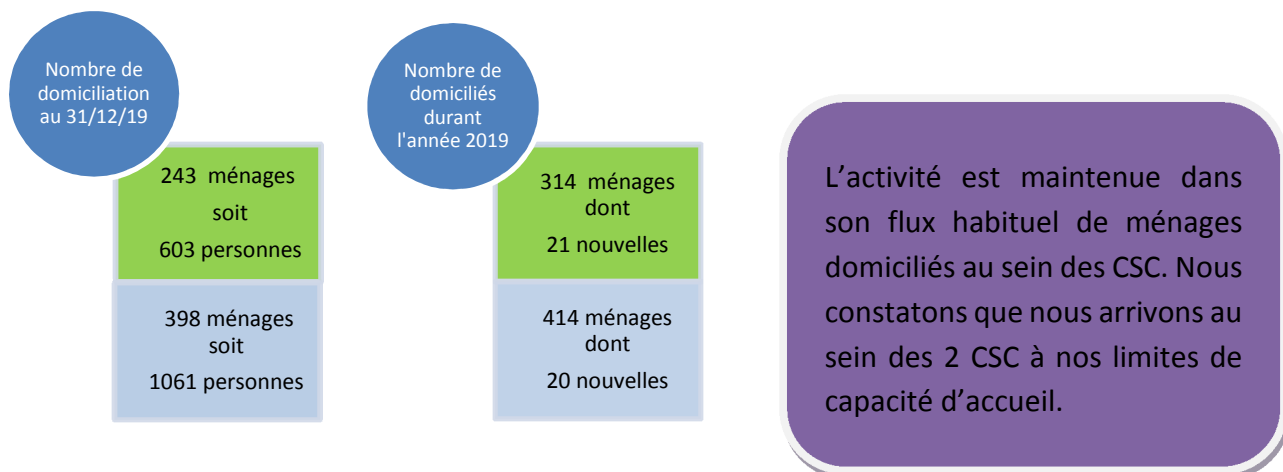 Nombre de
domiciliation
au 31/12/19
243 ménages
soit
603 personnes
398 ménages
soit
1061 personnes
Nombre de
domiciliés
durant
l'année 2019
314 ménages
dont
21 nouvelles
414 ménages
dont
20 nouvelles
L’activité est maintenue dans
son flux habituel de ménages
domiciliés au sein des CSC. Nous
constatons que nous arrivons au
sein des 2 CSC à nos limites de
capacité d’accueil.